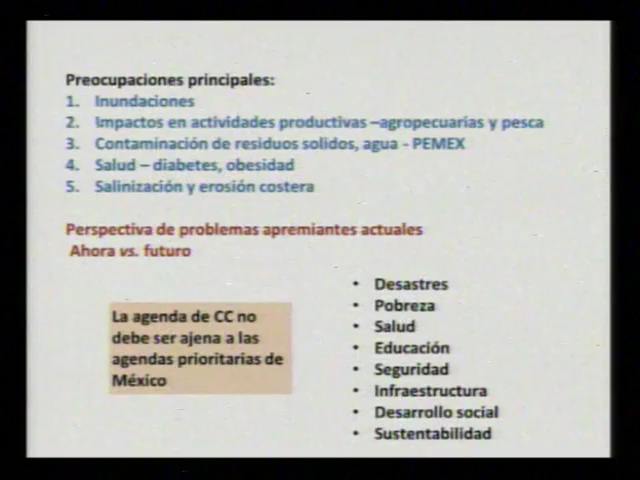 Preocupaciones principales:
1. Inundaciones
2. Impactos en actividades productivas –agropecuarias y pesca
3. Contaminación de residuos solidos, agua - PEMEX
4. Salud – diabetes, obesidad
5. Salinización y erosión costera
Perspectiva de problemas apremiantes actuales
Ahora vs. futuro
La agenda de CC no
debe ser ajena a las
agendas prioritarias de
México
• Desastres
• Pobreza
• Salud
• Educación
• Seguridad
• Infraestructura
• Desarrollo social
• Sustentabilidad